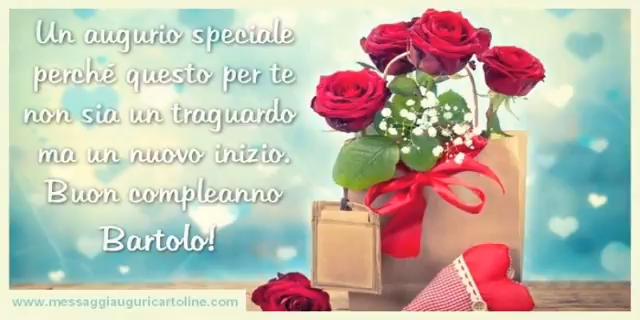 Un augurio speciale
perché questo per te
non sia un traguardo
ma un nuovo inizio.
Buon compleanno
Bartolo!
www.messaggiauguricartoline.com